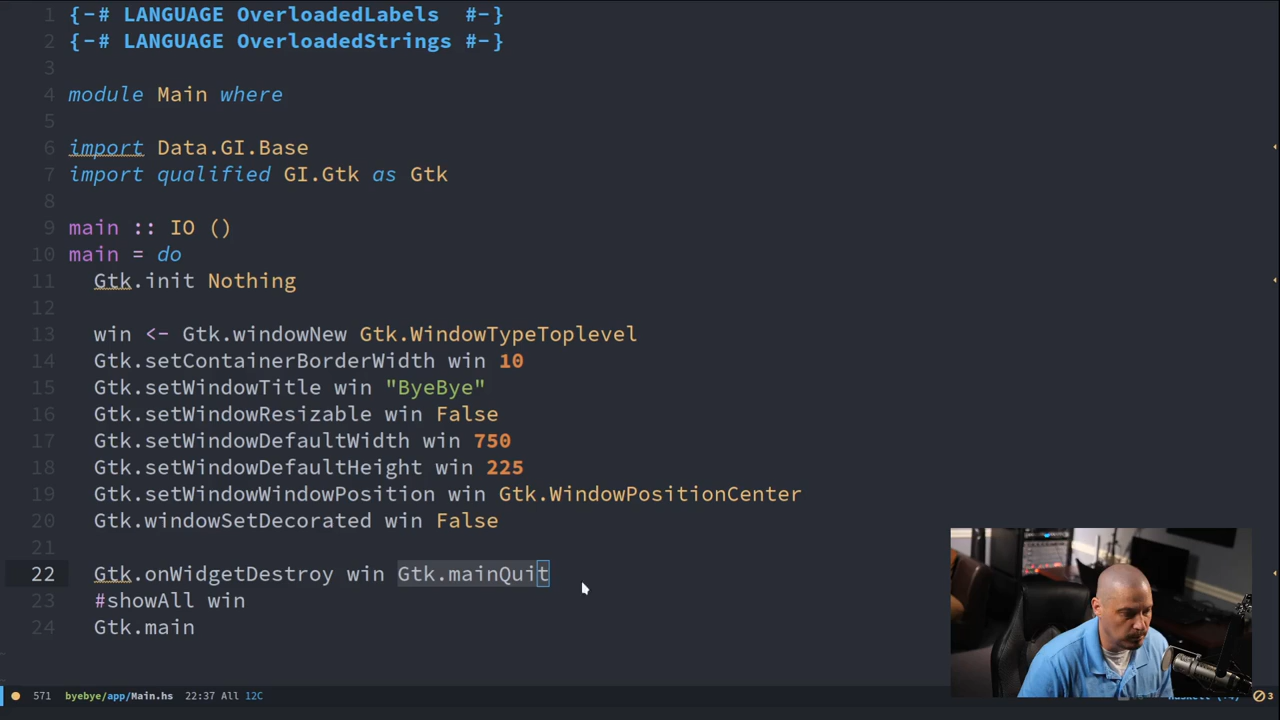 1 {-# LANGUAGE OverloadedLabels  #-}
2 {-# LANGUAGE OverloadedStrings #-}
3
4 module Main where
5
6 import Data.GI.Base
7 import qualified GI.Gtk as Gtk
8
9 main :: IO ()
10 main = do
11   Gtk.init Nothing
12
13   win <- Gtk.windowNew Gtk.WindowTypeToplevel
14   Gtk.setContainerBorderWidth win 10
15   Gtk.setWindowTitle win "ByeBye"
16   Gtk.setWindowResizable win False
17   Gtk.setWindowDefaultWidth win 750
18   Gtk.setWindowDefaultHeight win 225
19   Gtk.setWindowWindowPosition win Gtk.WindowPositionCenter
20   Gtk.windowSetDecorated win False
21
22   Gtk.onWidgetDestroy win Gtk.mainQuit
23   #showAll win
24   Gtk.main
571 byebye/app/Main.hs 22:37 All 12C 3